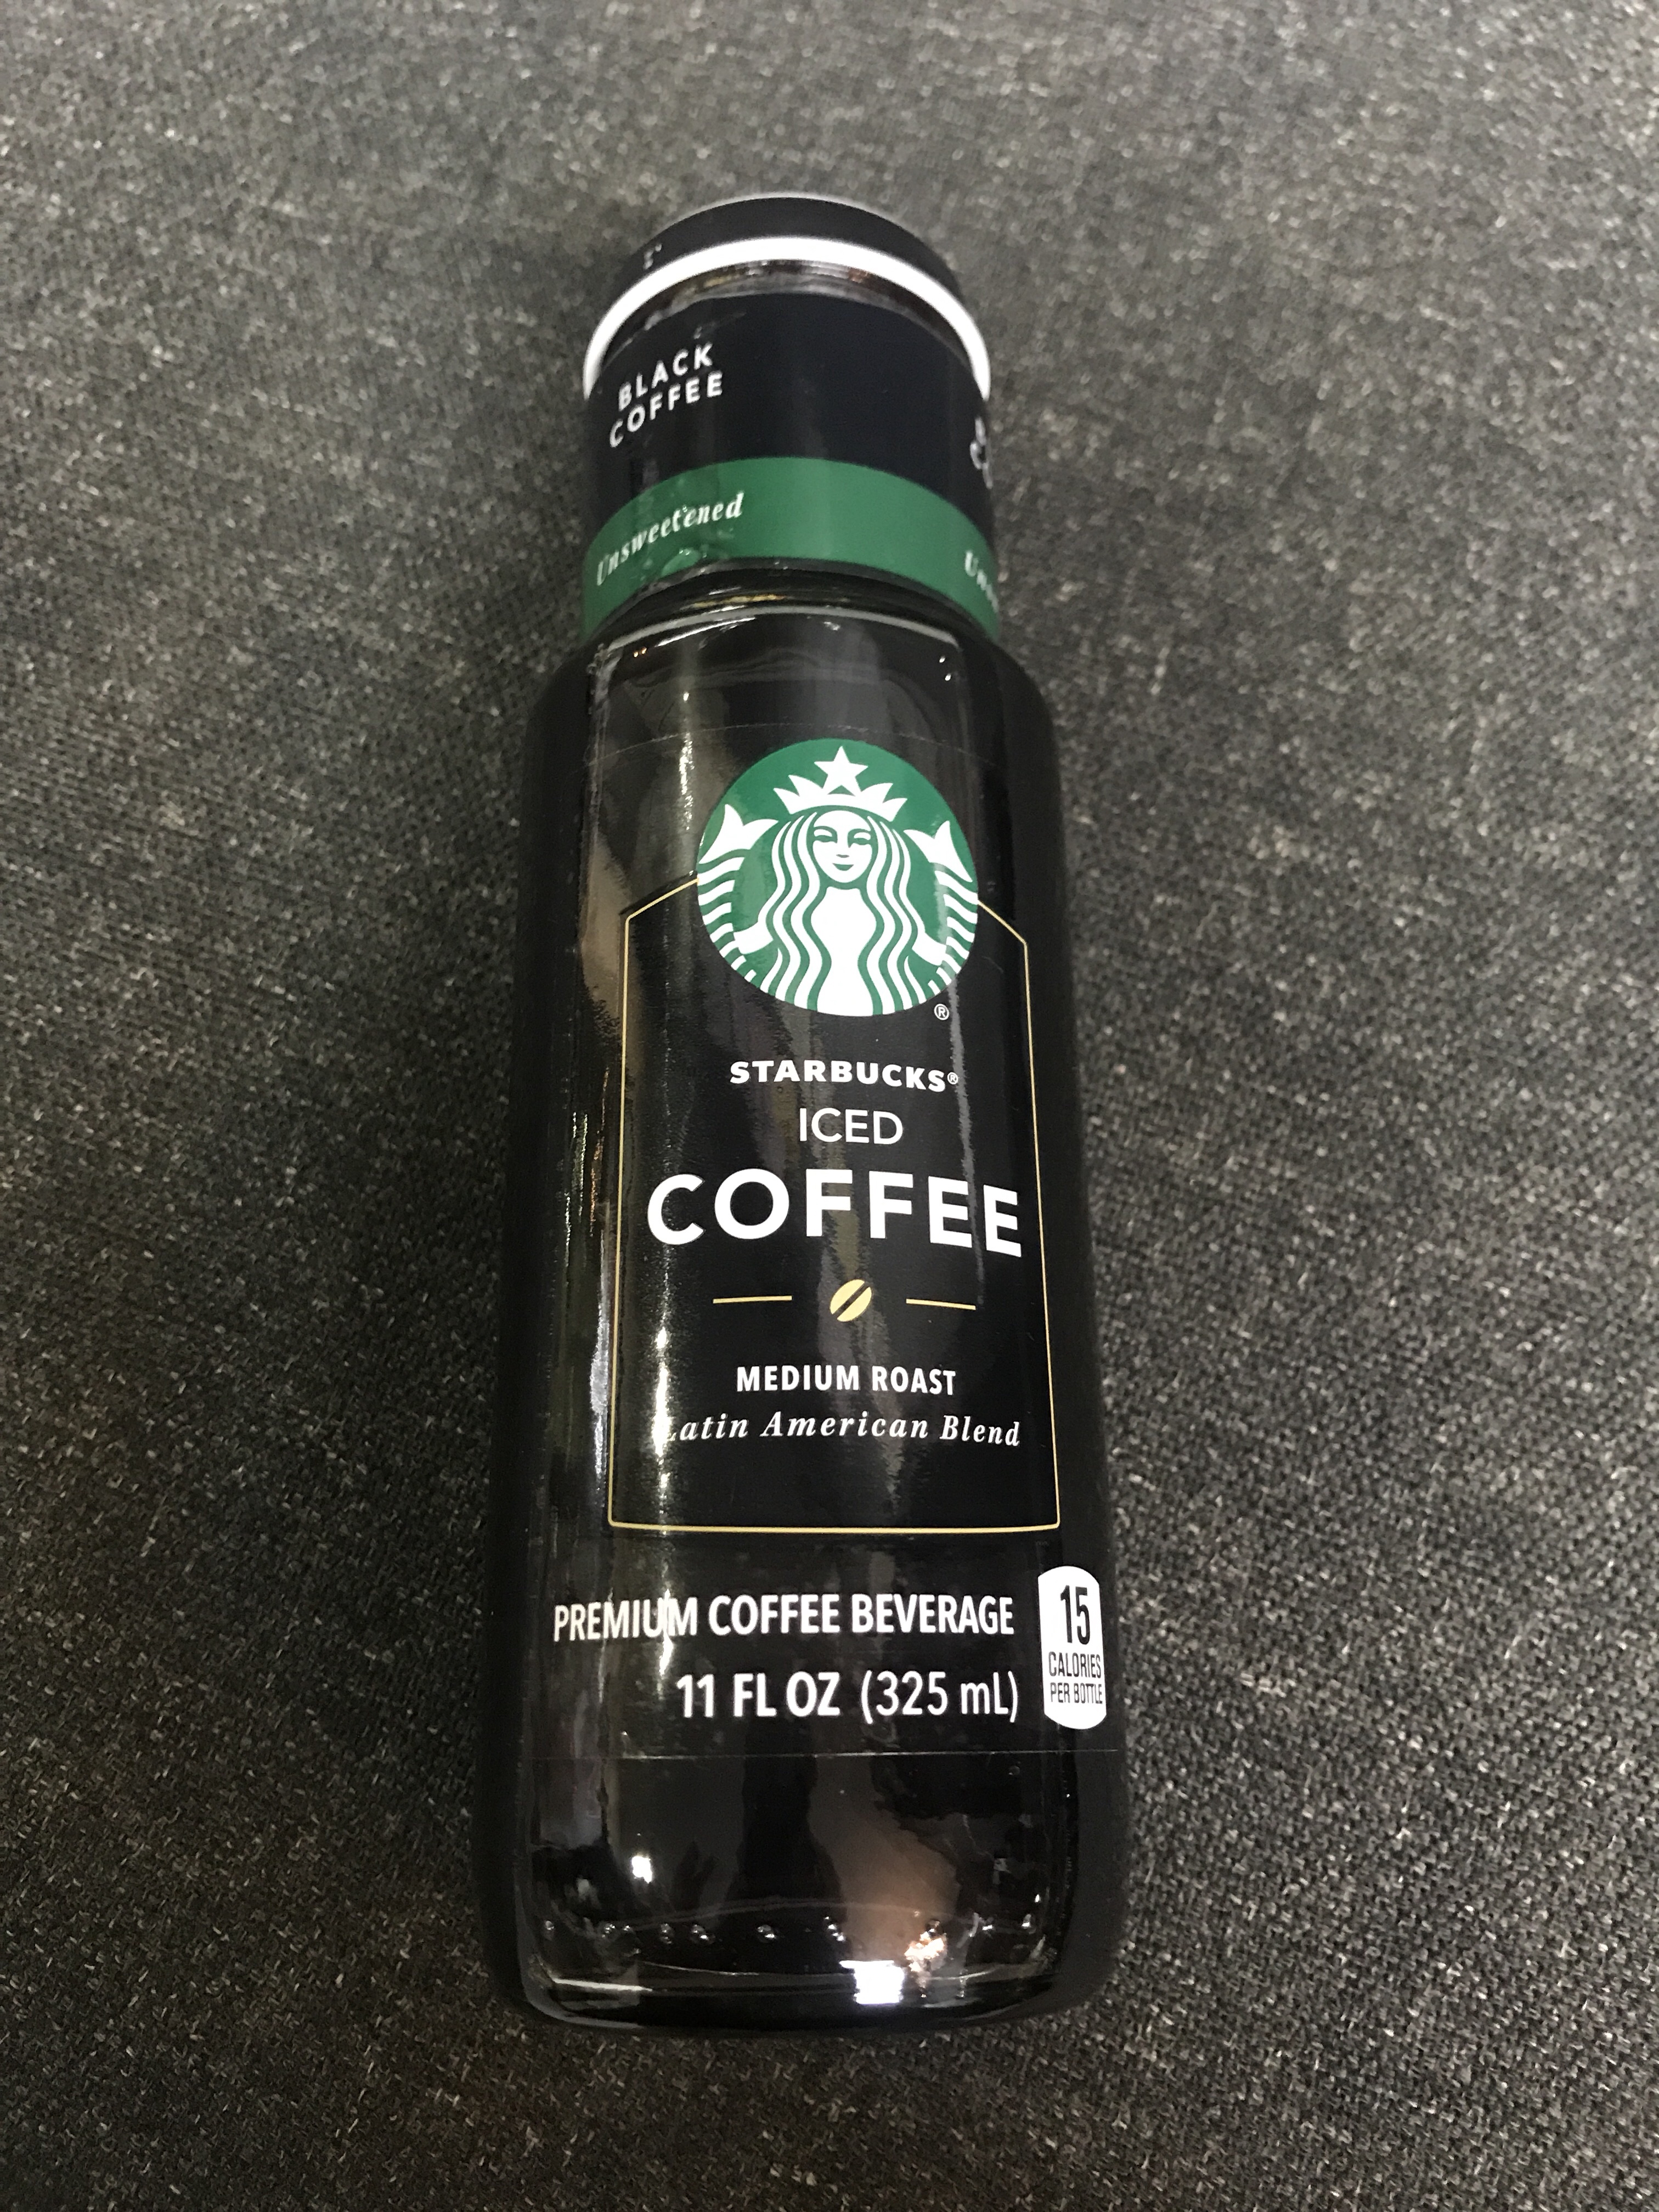 BLACK
COFFEE
Unsweetened
®
STARBUCKS®
ICED
COFFEE
MEDIUM ROAST
Latin American Blend
PREMIUM COFFEE BEVERAGE
11 FL OZ (325 mL)
15
CALORIES
PER BOTTLE